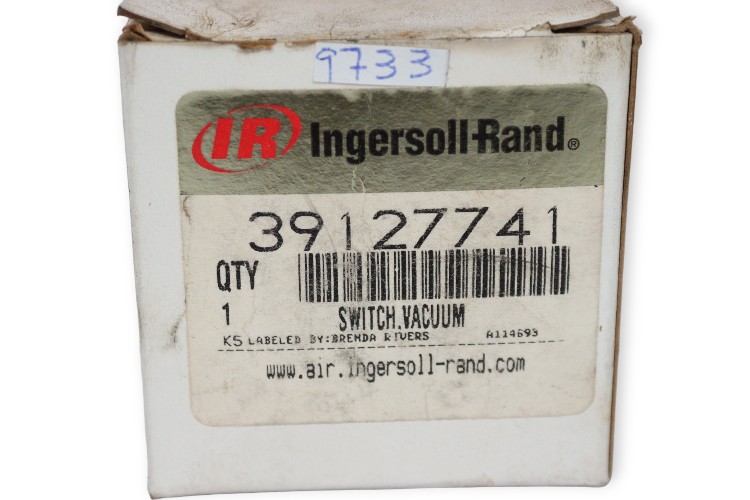 9733
IR Ingersoll-Rand®
39127741
QTY
1 SWITCH,VACUUM
K5 LABELED BY:BRENDA RIVERS A114693
www.air.ingersoll-rand.com